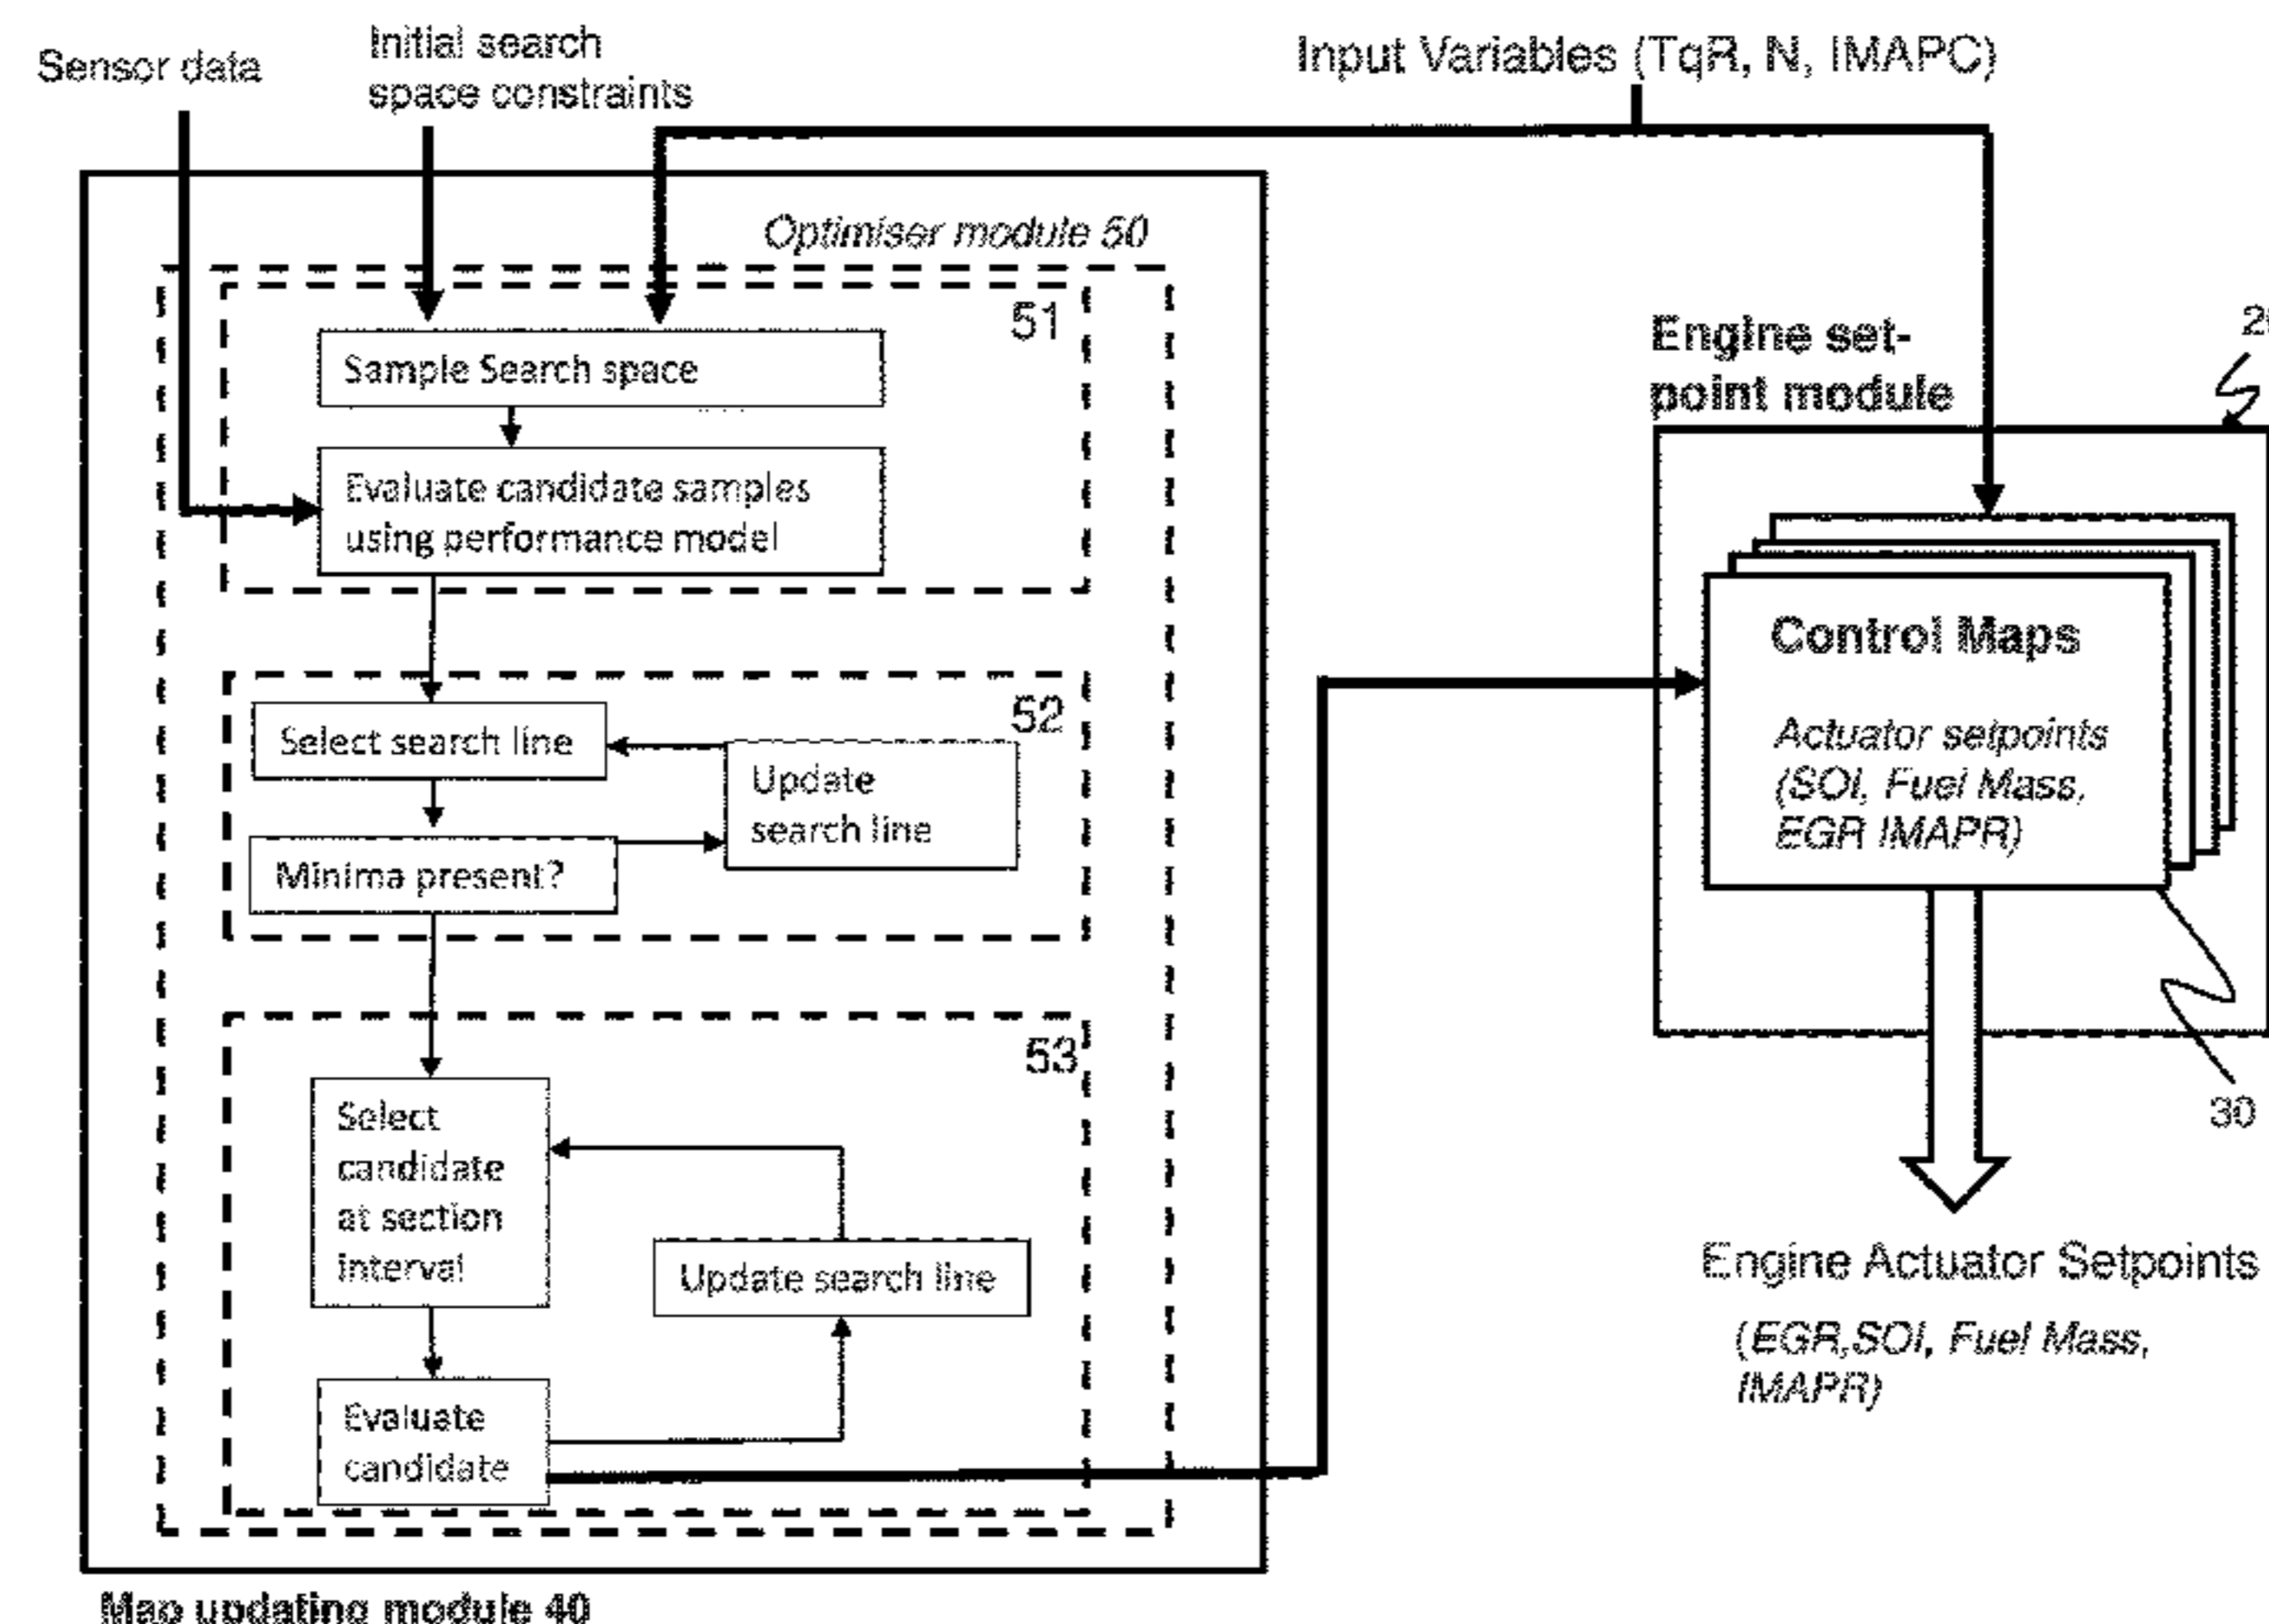 Sensor data
Initial search
space constraints
Input Variables (TqR, N, IMAPC)
Optimiser module 50
51
Sample Search space
Evaluate candidate samples
using performance model
52
Select search line
Update
search line
Minima present?
53
Select
candidate
at section
interval
Update search line
Evaluate
candidate
Map updating module 40
Engine set-
point module
Control Maps
Actuator setpoints
(SOI, Fuel Mass,
EGR IMAPR)
30
Engine Actuator Setpoints
(EGR,SOI, Fuel Mass,
IMAPR)